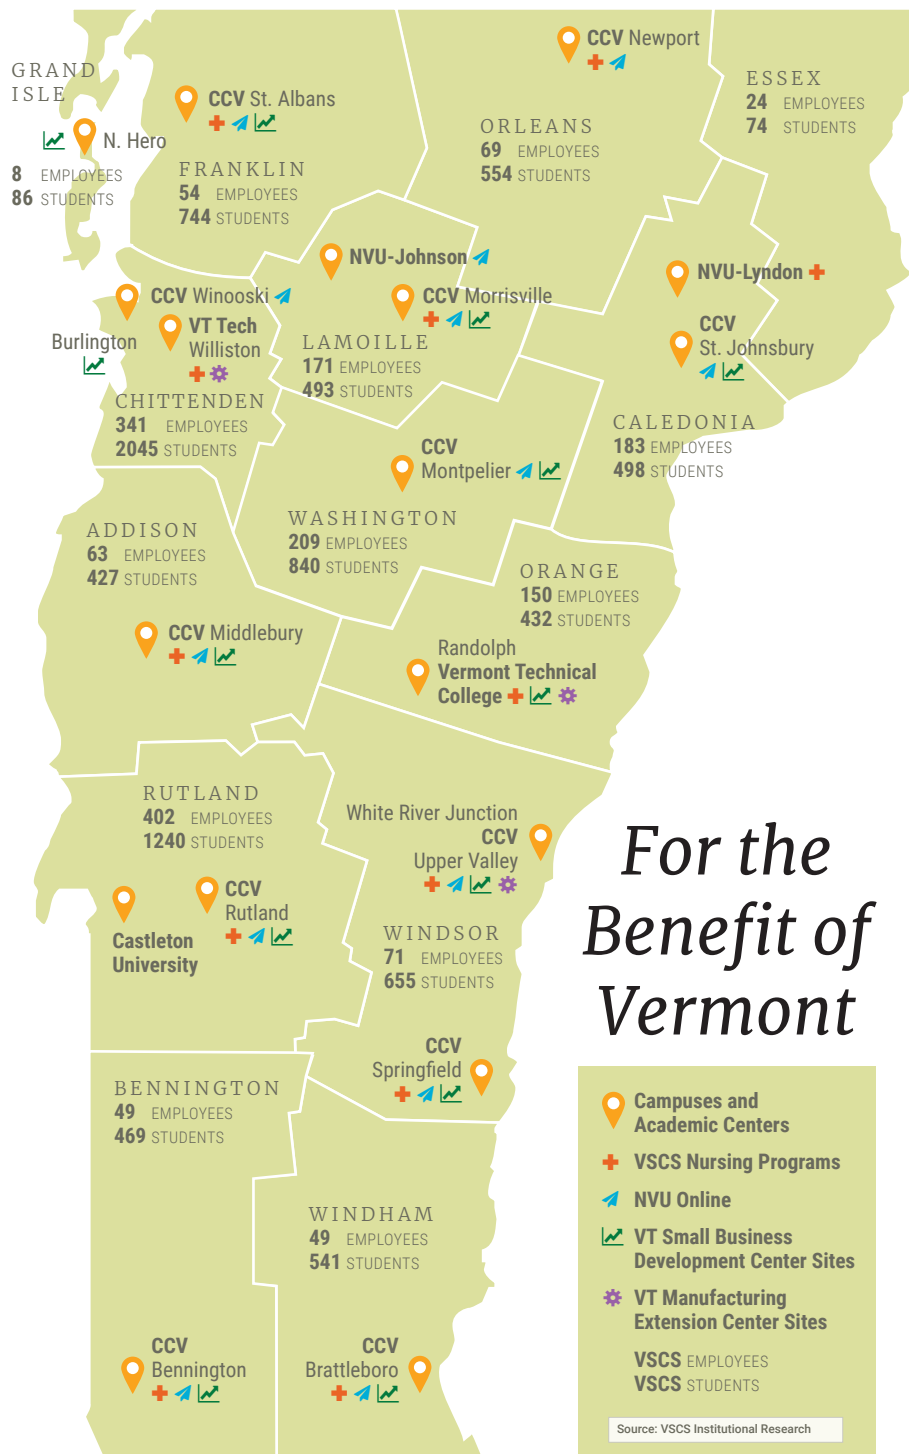 GRAND
ISLE
N. Hero
8 EMPLOYEES
86 STUDENTS
CCV St. Albans
FRANKLIN
54 EMPLOYEES
744 STUDENTS
CCV Newport
ORLEANS
69 EMPLOYEES
554 STUDENTS
ESSEX
24 EMPLOYEES
74 STUDENTS
NVU-Johnson
CCV Morrisville
LAMOILLE
171 EMPLOYEES
493 STUDENTS
NVU-Lyndon
CCV
St. Johnsbury
CALEDONIA
183 EMPLOYEES
498 STUDENTS
CCV Winooski
Burlington
VT Tech
Williston
CHITTENDEN
341 EMPLOYEES
2045 STUDENTS
CCV
Montpelier
WASHINGTON
209 EMPLOYEES
840 STUDENTS
ADDISON
63 EMPLOYEES
427 STUDENTS
CCV Middlebury
ORANGE
150 EMPLOYEES
432 STUDENTS
Randolph
Vermont Technical
College
RUTLAND
402 EMPLOYEES
1240 STUDENTS
CCV
Rutland
Castleton
University
White River Junction
CCV
Upper Valley
WINDSOR
71 EMPLOYEES
655 STUDENTS
CCV
Springfield
BENNINGTON
49 EMPLOYEES
469 STUDENTS
CCV
Bennington
WINDHAM
49 EMPLOYEES
541 STUDENTS
CCV
Brattleboro
For the
Benefit of
Vermont
Campuses and
Academic Centers
VSCS Nursing Programs
NVU Online
VT Small Business
Development Center Sites
VT Manufacturing
Extension Center Sites
VSCS EMPLOYEES
VSCS STUDENTS
Source: VSCS Institutional Research